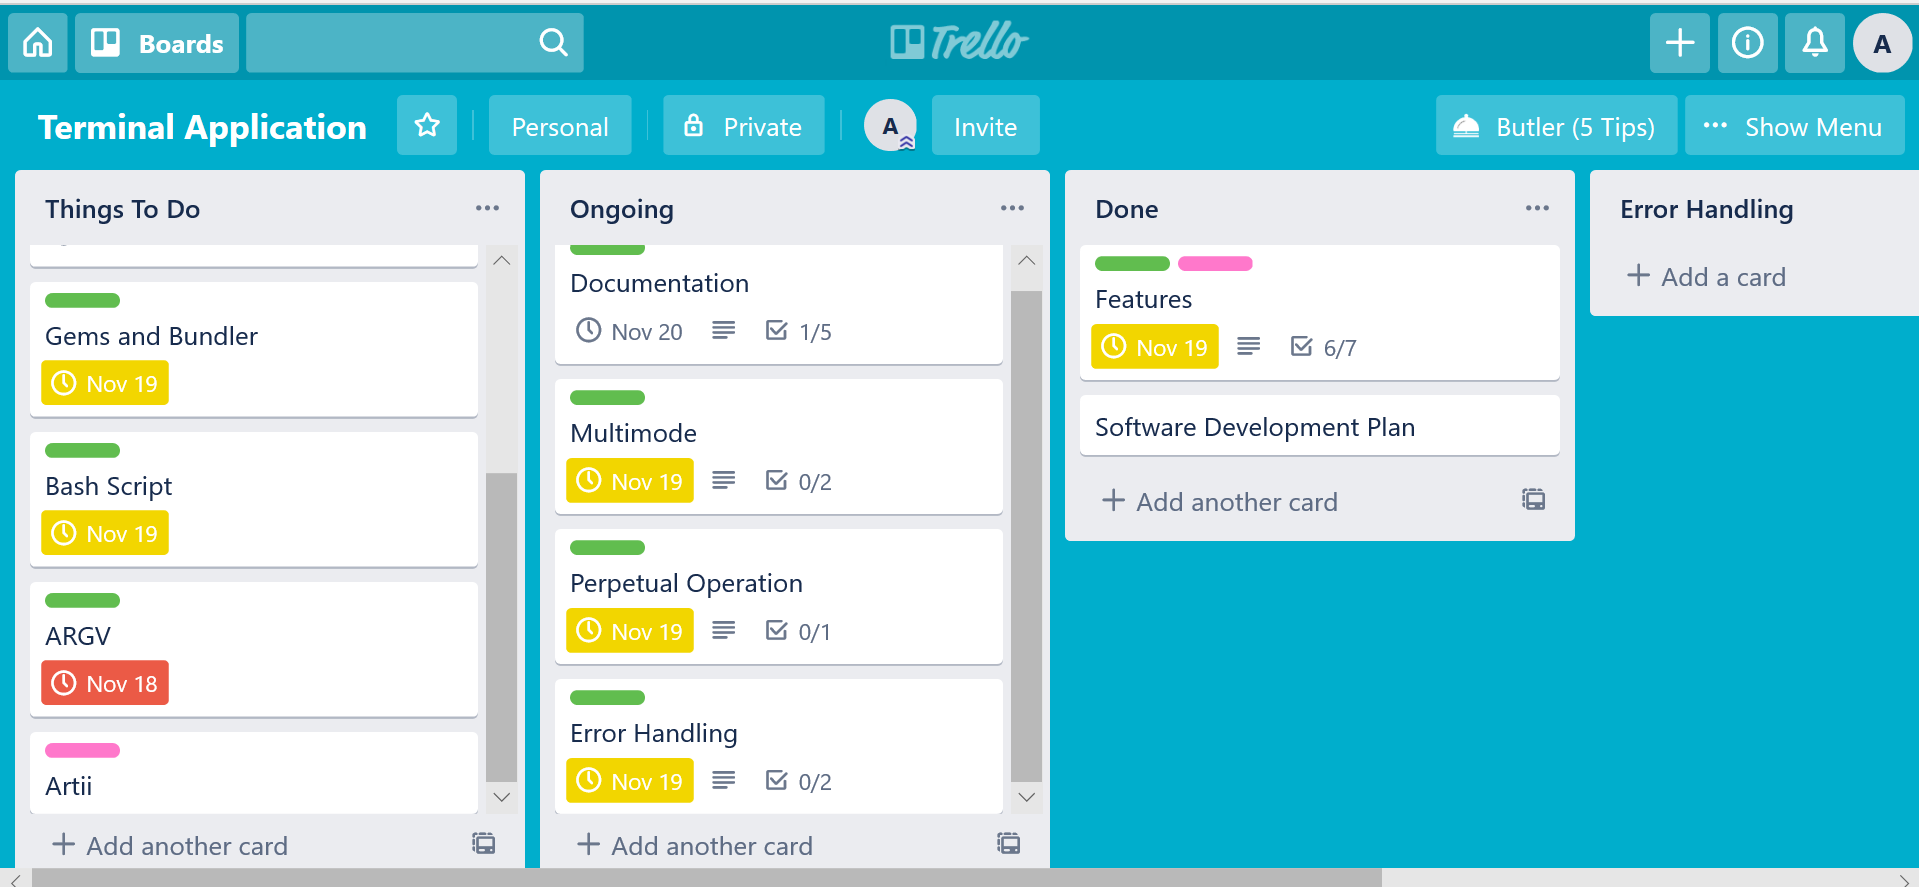 Boards
Trello
A
Terminal Application
Personal
Private
A
Invite
Butler (5 Tips)
Show Menu
Things To Do
Gems and Bundler
Nov 19
Bash Script
Nov 19
ARGV
Nov 18
Artii
Add another card
Ongoing
Documentation
Nov 20
1/5
Multimode
Nov 19
0/2
Perpetual Operation
Nov 19
0/1
Error Handling
Nov 19
0/2
Add another card
Done
Features
Nov 19
6/7
Software Development Plan
Add another card
Error Handling
Add a card